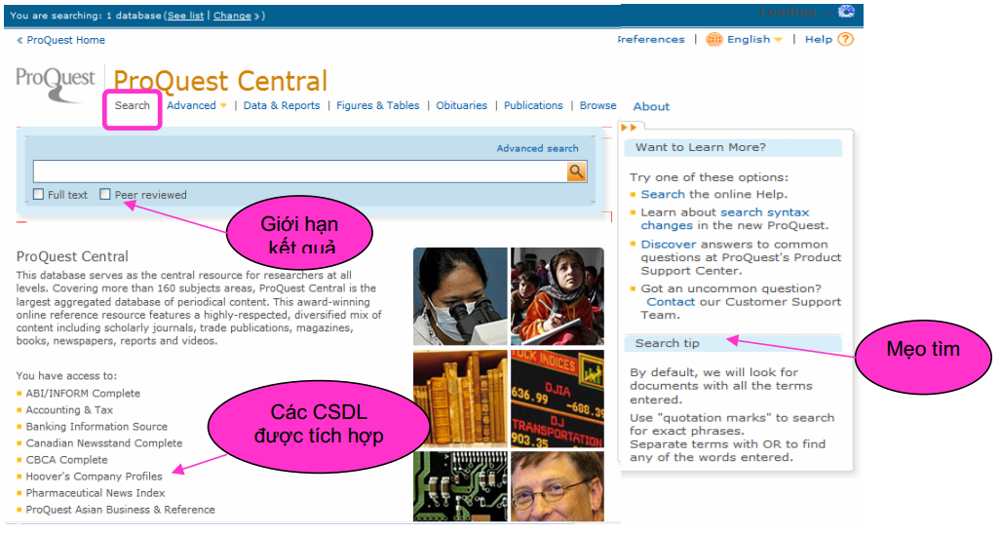 You are searching: 1 database (See list | Change >)
Loading ...
« ProQuest Home
Preferences | English | Help ?
ProQuest
ProQuest Central
Search Advanced | Data & Reports | Figures & Tables | Obituaries | Publications | Browse About
Advanced search
Full text Peer reviewed
Giới hạn
kết quả
ProQuest Central
This database serves as the central resource for researchers at all
levels. Covering more than 160 subjects areas, ProQuest Central is the
largest aggregated database of periodical content. This award-winning
online reference resource features a highly-respected, diversified mix of
content including scholarly journals, trade publications, magazines,
books, newspapers, reports and videos.
You have access to:
ABI/INFORM Complete
Accounting & Tax
Banking Information Source
Canadian Newsstand Complete
CBCA Complete
Hoover's Company Profiles
Pharmaceutical News Index
ProQuest Asian Business & Reference
Các CSDL
được tích hợp
STOCK INDICES
DJIA
636.99 -688.39
DJ
TRANSPORTATION
903.35
Want to Learn More?
Try one of these options:
Search the online Help.
Learn about search syntax
changes in the new ProQuest.
Discover answers to common
questions at ProQuest's Product
Support Center.
Got an uncommon question?
Contact our Customer Support
Team.
Search tip
Mẹo tìm
By default, we will look for
documents with all the terms
entered.
Use "quotation marks" to search
for exact phrases.
Separate terms with OR to find
any of the words entered.